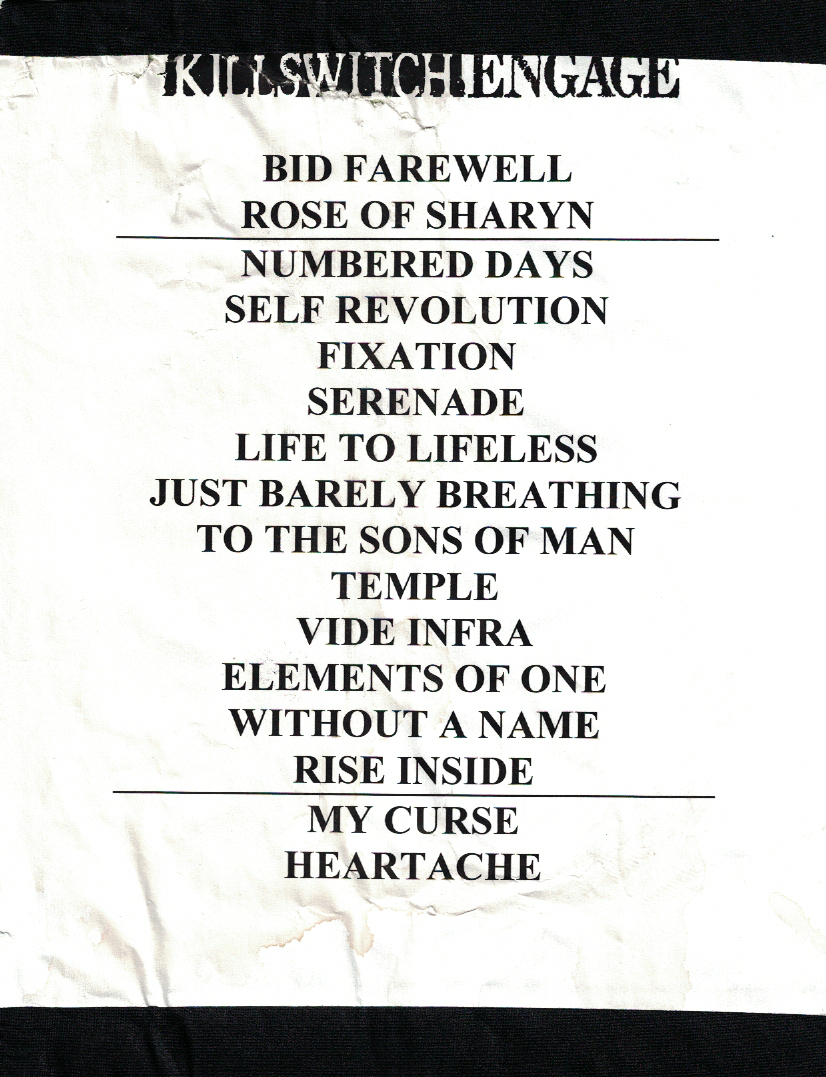 KILLSWITCH ENGAGE
BID FAREWELL
ROSE OF SHARYN
NUMBERED DAYS
SELF REVOLUTION
FIXATION
SERENADE
LIFE TO LIFELESS
JUST BARELY BREATHING
TO THE SONS OF MAN
TEMPLE
VIDE INFRA
ELEMENTS OF ONE
WITHOUT A NAME
RISE INSIDE
MY CURSE
HEARTACHE